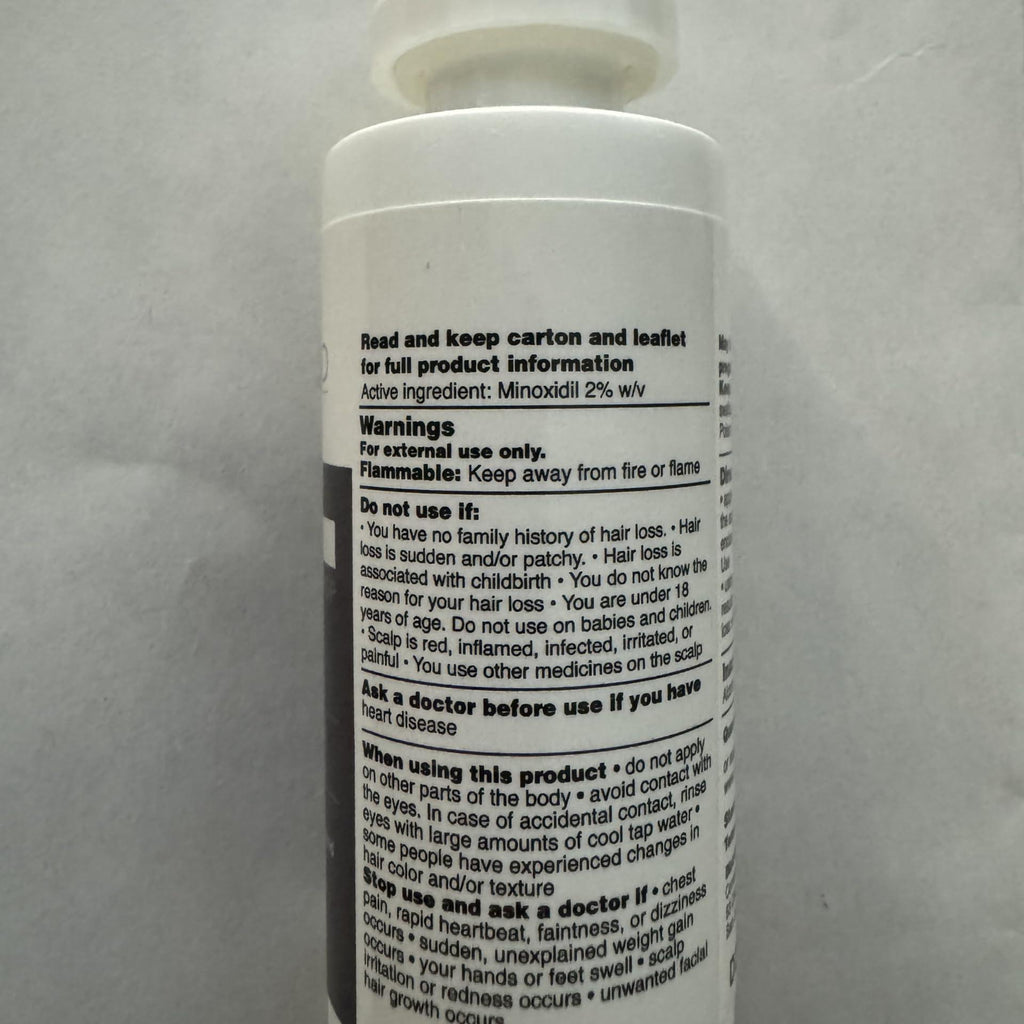 Read and keep carton and leaflet
for full product information
Active ingredient: Minoxidil 2% w/v
Warnings
For external use only.
Flammable: Keep away from fire or flame
Do not use if:
• You have no family history of hair loss. • Hair
loss is sudden and/or patchy. • Hair loss is
associated with childbirth • You do not know the
reason for your hair loss • You are under 18
years of age. Do not use on babies and children.
• Scalp is red, inflamed, infected, irritated, or
painful • You use other medicines on the scalp
Ask a doctor before use if you have
heart disease
When using this product • do not apply
on other parts of the body • avoid contact with
the eyes. In case of accidental contact, rinse
eyes with large amounts of cool tap water •
some people have experienced changes in
hair color and/or texture
Stop use and ask a doctor if • chest
pain, rapid heartbeat, faintness, or dizziness
occurs • sudden, unexplained weight gain
occurs • your hands or feet swell • scalp
irritation or redness occurs • unwanted facial
hair growth occurs